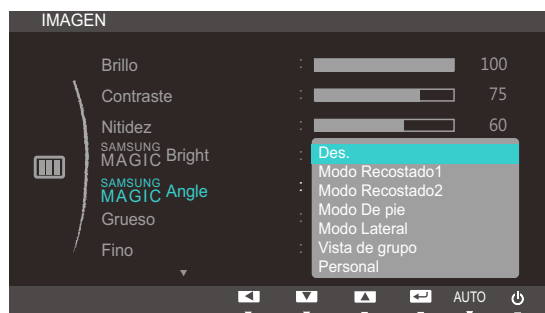 IMAGEN
Brillo : 100
Contraste : 75
Nitidez : 60
SAMSUNG
MAGIC Bright :
SAMSUNG
MAGIC Angle :
Grueso :
Fino :
Des.
Modo Recostado1
Modo Recostado2
Modo De pie
Modo Lateral
Vista de grupo
Personal
AUTO